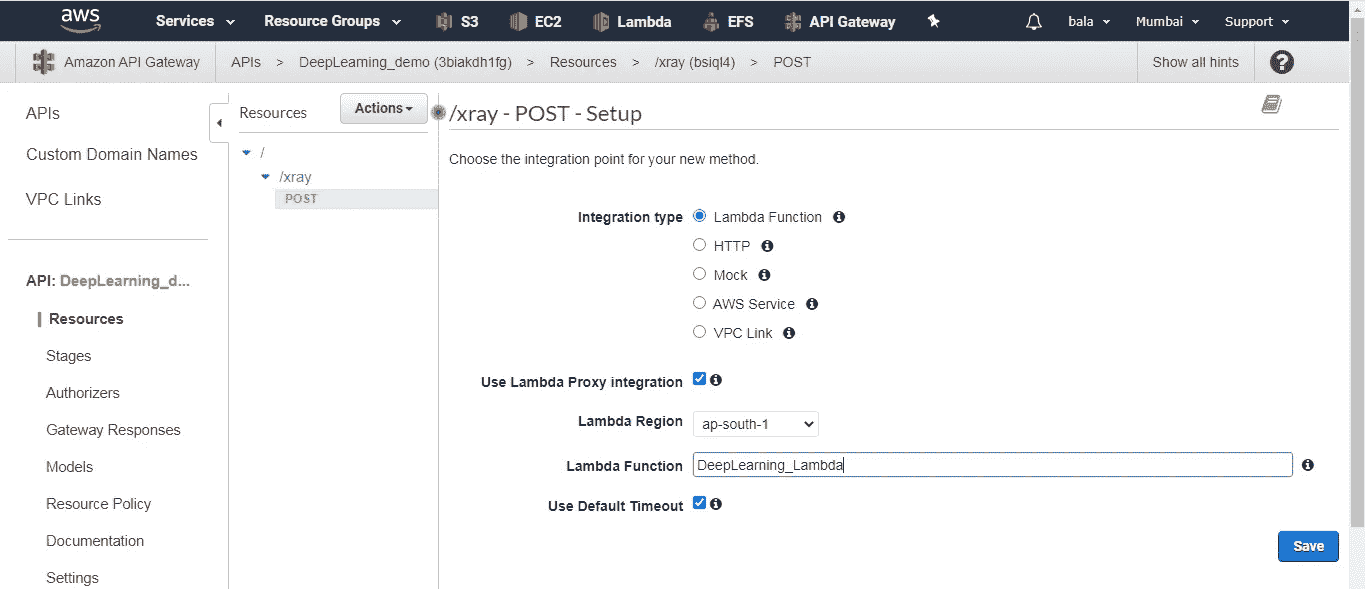 aws Services Resource Groups S3 EC2 Lambda EFS API Gateway bala Mumbai Support
Amazon API Gateway APIs > DeepLearning_demo (3biakdh1fg) > Resources > /xray (bsiql4) > POST Show all hints ?
APIs
Custom Domain Names
VPC Links
API: DeepLearning_d...
Resources
Stages
Authorizers
Gateway Responses
Models
Resource Policy
Documentation
Settings
Resources Actions
/
/xray
POST
/xray - POST - Setup
Choose the integration point for your new method.
Integration type Lambda Function
HTTP
Mock
AWS Service
VPC Link
Use Lambda Proxy integration
Lambda Region ap-south-1
Lambda Function DeepLearning_Lambda
Use Default Timeout
Save